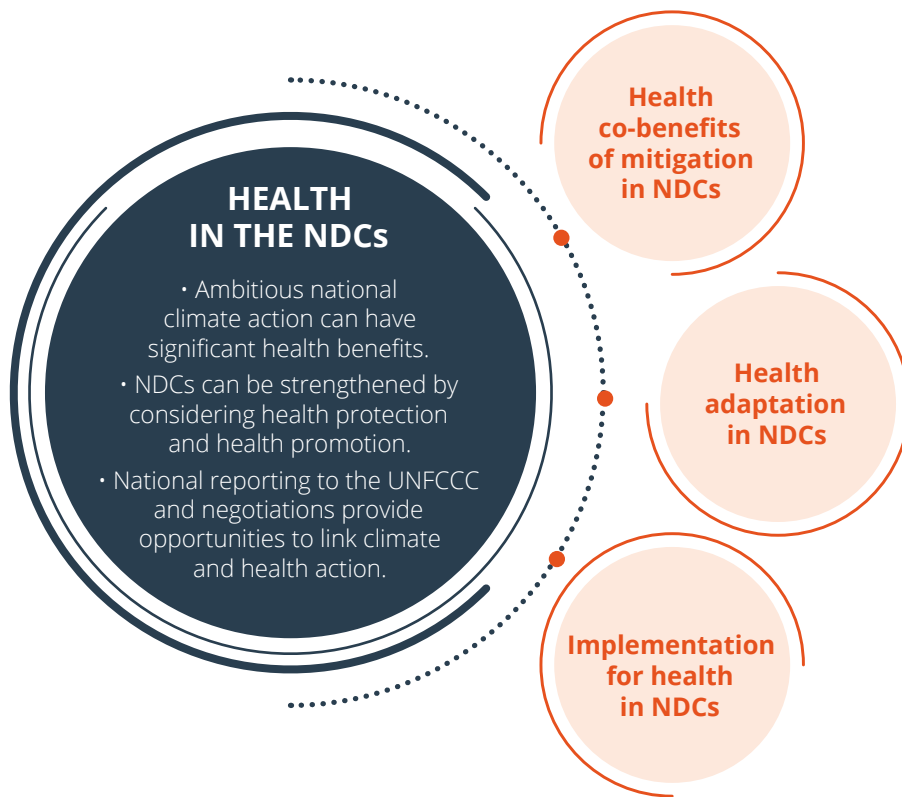 HEALTH
IN THE NDCs
• Ambitious national
climate action can have
significant health benefits.
• NDCs can be strengthened by
considering health protection
and health promotion.
• National reporting to the UNFCCC
and negotiations provide
opportunities to link climate
and health action.
Health
co-benefits
of mitigation
in NDCs
Health
adaptation
in NDCs
Implementation
for health
in NDCs